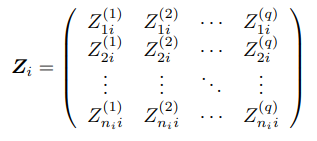 Z_i = ( Z_{1i}^{(1)} Z_{1i}^{(2)} ⋯ Z_{1i}^{(q)}
Z_{2i}^{(1)} Z_{2i}^{(2)} ⋯ Z_{2i}^{(q)}
⋮ ⋮ ⋱ ⋮
Z_{n_i i}^{(1)} Z_{n_i i}^{(2)} ⋯ Z_{n_i i}^{(q)} )